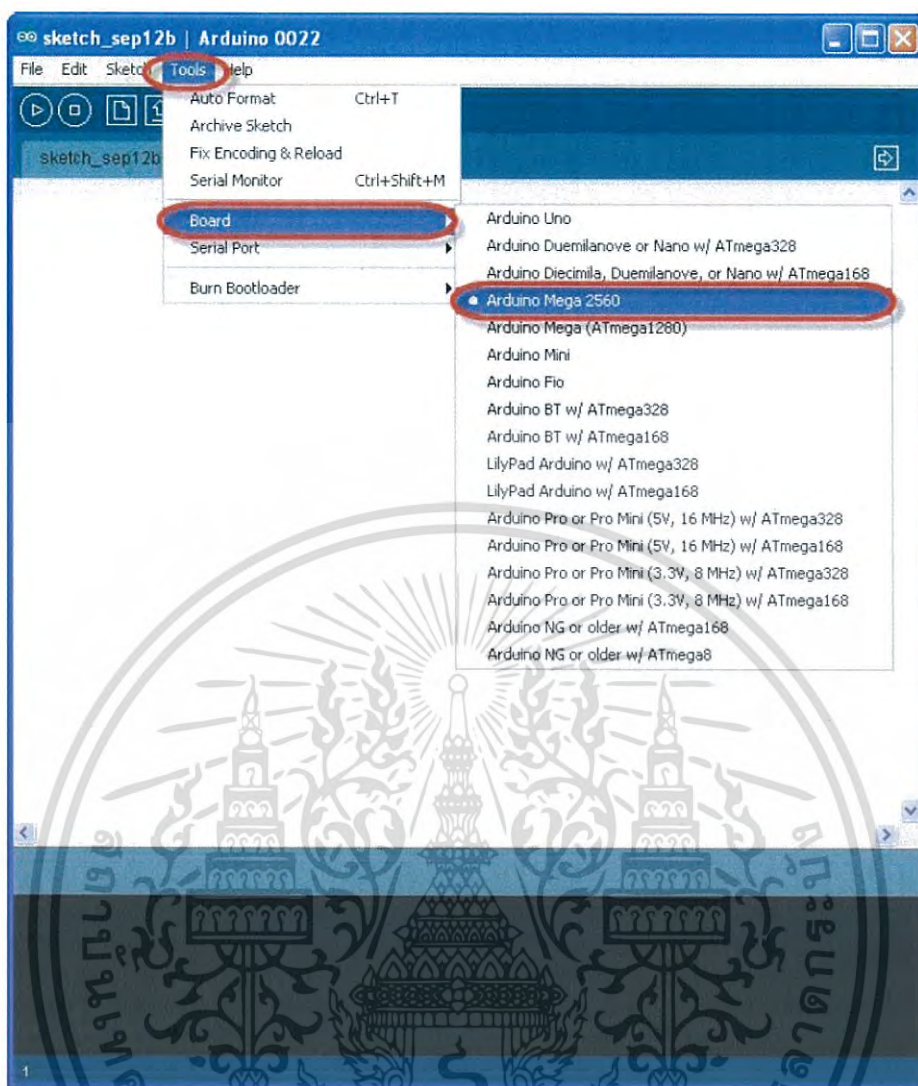 sketch_sep12b | Arduino 0022
File Edit Sketch Tools Help
Auto Format Ctrl+T
Archive Sketch
Fix Encoding & Reload
Serial Monitor Ctrl+Shift+M
Board
Serial Port
Burn Bootloader
sketch_sep12b
Arduino Uno
Arduino Duemilanove or Nano w/ ATmega328
Arduino Diecimila, Duemilanove, or Nano w/ ATmega168
Arduino Mega 2560
Arduino Mega (ATmega1280)
Arduino Mini
Arduino Fio
Arduino BT w/ ATmega328
Arduino BT w/ ATmega168
LilyPad Arduino w/ ATmega328
LilyPad Arduino w/ ATmega168
Arduino Pro or Pro Mini (5V, 16 MHz) w/ ATmega328
Arduino Pro or Pro Mini (5V, 16 MHz) w/ ATmega168
Arduino Pro or Pro Mini (3.3V, 8 MHz) w/ ATmega328
Arduino Pro or Pro Mini (3.3V, 8 MHz) w/ ATmega168
Arduino NG or older w/ ATmega168
Arduino NG or older w/ ATmega8
1